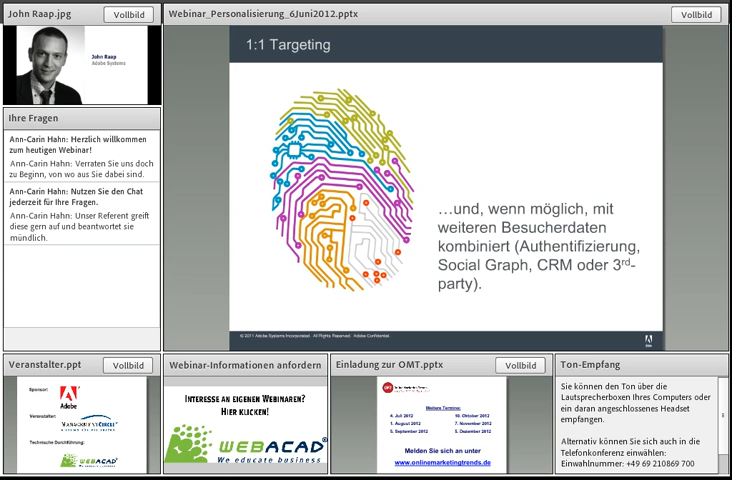 John Raap.jpg
Vollbild
Webinar_Personalisierung_6Juni2012.pptx
Vollbild
John Raap
Adobe Systems
1:1 Targeting
…und, wenn möglich, mit
weiteren Besucherdaten
kombiniert (Authentifizierung,
Social Graph, CRM oder 3rd-
party).
© 2011 Adobe Systems Incorporated. All Rights Reserved. Adobe Confidential.
Ihre Fragen
Ann-Carin Hahn: Herzlich willkommen
zum heutigen Webinar!
Ann-Carin Hahn: Verraten Sie uns doch
zu Beginn, von wo aus Sie dabei sind.
Ann-Carin Hahn: Nutzen Sie den Chat
jederzeit für Ihre Fragen.
Ann-Carin Hahn: Unser Referent greift
diese gern auf und beantwortet sie
mündlich.
Veranstalter.ppt
Vollbild
Sponsor:
Adobe
Veranstalter:
MANAGEMENT CIRCLE
Technische Durchführung:
WEBACAD
We educate business
Webinar-Informationen anfordern
INTERESSE AN EIGENEN WEBINAREN?
HIER KLICKEN!
WEBACAD®
We educate business
Einladung zur OMT.pptx
Vollbild
Weitere Termine:
4. Juli 2012
10. Oktober 2012
1. August 2012
7. November 2012
5. September 2012
5. Dezember 2012
Melden Sie sich an unter
www.onlinemarketingtrends.de
Ton-Empfang
Sie können den Ton über die
Lautsprecherboxen Ihres Computers oder
ein daran angeschlossenes Headset
empfangen.
Alternativ können Sie sich auch in die
Telefonkonferenz einwählen:
Einwahlnummer: +49 69 210869 700